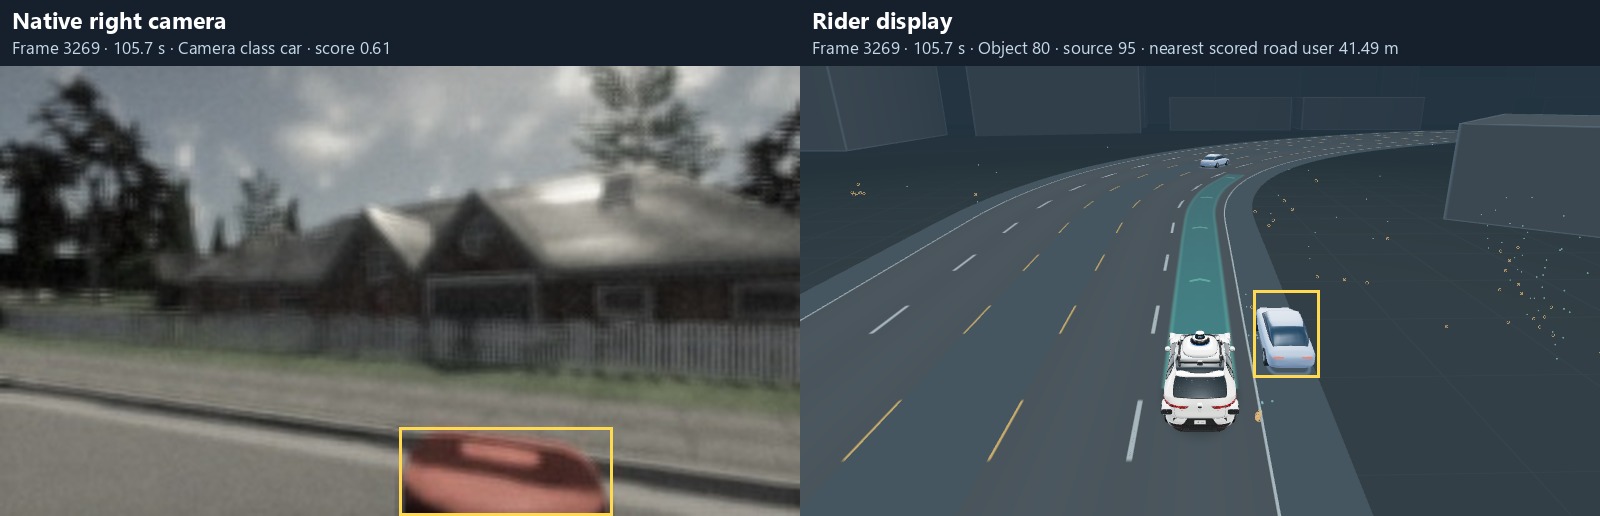 Native right camera
Frame 3269 · 105.7 s · Camera class car · score 0.61
Rider display
Frame 3269 · 105.7 s · Object 80 · source 95 · nearest scored road user 41.49 m